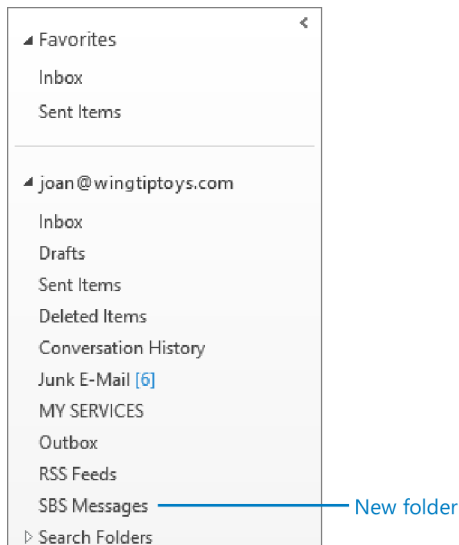 Favorites
Inbox
Sent Items
joan@wingtiptoys.com
Inbox
Drafts
Sent Items
Deleted Items
Conversation History
Junk E-Mail [6]
MY SERVICES
Outbox
RSS Feeds
SBS Messages New folder
Search Folders